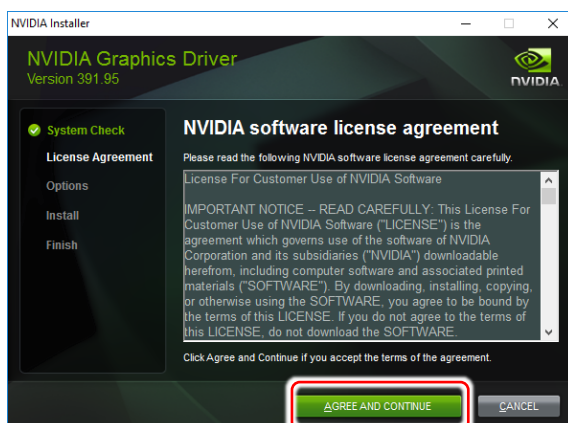 NVIDIA Installer
NVIDIA Graphics Driver
Version 391.95
NVIDIA
System Check
License Agreement
Options
Install
Finish
NVIDIA software license agreement
Please read the following NVIDIA software license agreement carefully.
License For Customer Use of NVIDIA Software
IMPORTANT NOTICE -- READ CAREFULLY: This License For
Customer Use of NVIDIA Software ("LICENSE") is the
agreement which governs use of the software of NVIDIA
Corporation and its subsidiaries ("NVIDIA") downloadable
herefrom, including computer software and associated printed
materials ("SOFTWARE"). By downloading, installing, copying,
or otherwise using the SOFTWARE, you agree to be bound by
the terms of this LICENSE. If you do not agree to the terms of
this LICENSE, do not download the SOFTWARE.
Click Agree and Continue if you accept the terms of the agreement.
AGREE AND CONTINUE
CANCEL